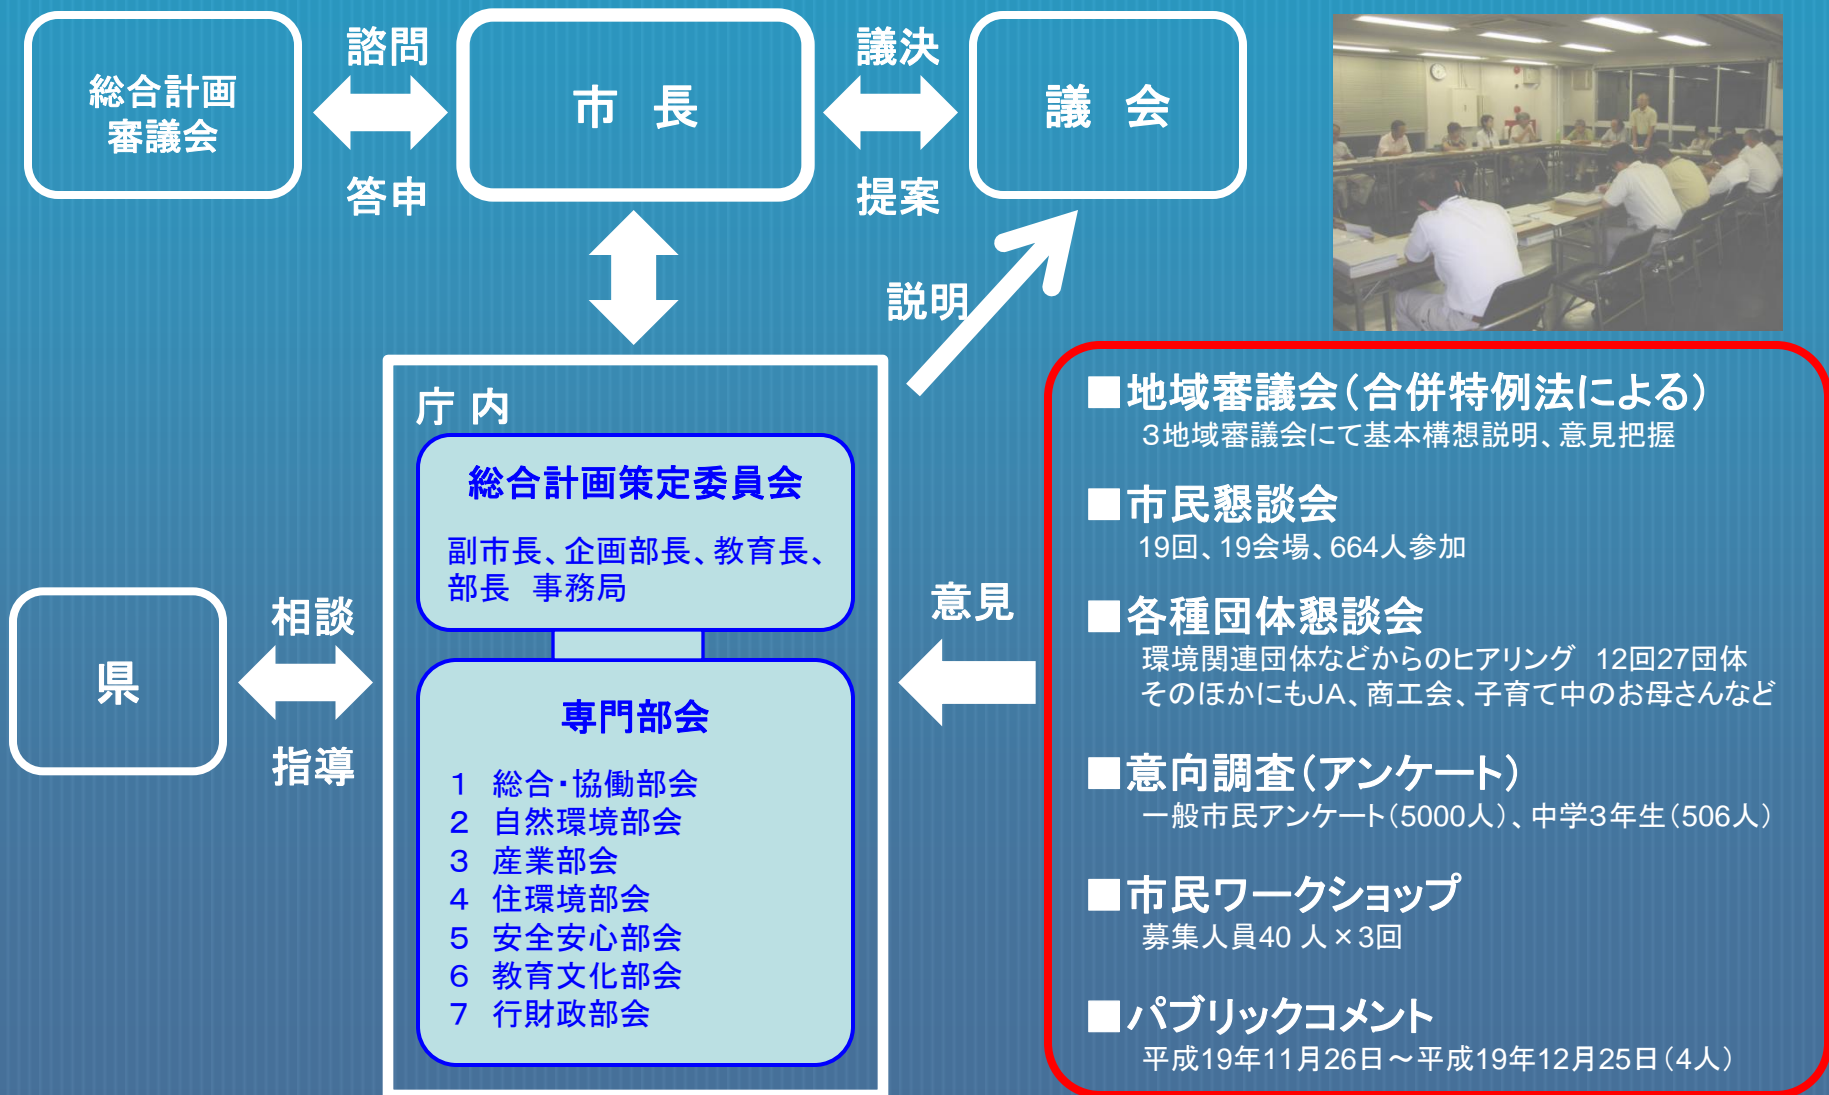 総合計画
審議会
諮問
答申
市 長
議決
提案
議 会
説明
庁 内
総合計画策定委員会
副市長、企画部長、教育長、
部長 事務局
専門部会
1 総合・協働部会
2 自然環境部会
3 産業部会
4 住環境部会
5 安全安心部会
6 教育文化部会
7 行財政部会
県
相談
指導
意見
■地域審議会（合併特例法による）
3地域審議会にて基本構想説明、意見把握
■市民懇談会
19回、19会場、664人参加
■各種団体懇談会
環境関連団体などからのヒアリング 12回27団体
そのほかにもJA、商工会、子育て中のお母さんなど
■意向調査（アンケート）
一般市民アンケート（5000人）、中学3年生（506人）
■市民ワークショップ
募集人員40 人×3回
■パブリックコメント
平成19年11月26日～平成19年12月25日（4人）